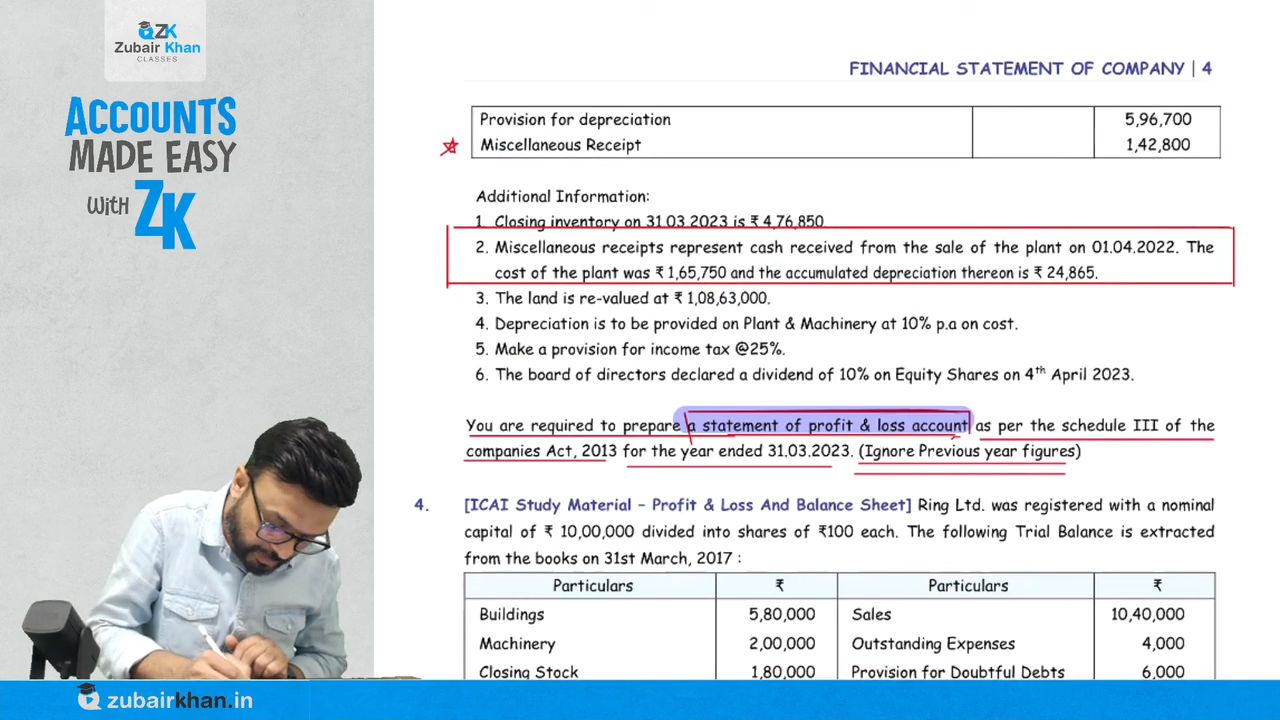 ZK
Zubair Khan
CLASSES
ACCOUNTS
MADE EASY
WITH ZK
FINANCIAL STATEMENT OF COMPANY | 4
Provision for depreciation 5,96,700
Miscellaneous Receipt 1,42,800
Additional Information:
1. Closing inventory on 31.03.2023 is ₹ 4,76,850
2. Miscellaneous receipts represent cash received from the sale of the plant on 01.04.2022. The
cost of the plant was ₹ 1,65,750 and the accumulated depreciation thereon is ₹ 24,865.
3. The land is re-valued at ₹ 1,08,63,000.
4. Depreciation is to be provided on Plant & Machinery at 10% p.a on cost.
5. Make a provision for income tax @25%.
6. The board of directors declared a dividend of 10% on Equity Shares on 4th April 2023.
You are required to prepare a statement of profit & loss account as per the schedule III of the
companies Act, 2013 for the year ended 31.03.2023. (Ignore Previous year figures)
4. [ICAI Study Material – Profit & Loss And Balance Sheet] Ring Ltd. was registered with a nominal
capital of ₹ 10,00,000 divided into shares of ₹100 each. The following Trial Balance is extracted
from the books on 31st March, 2017 :
Particulars ₹ Particulars ₹
Buildings 5,80,000 Sales 10,40,000
Machinery 2,00,000 Outstanding Expenses 4,000
Closing Stock 1,80,000 Provision for Doubtful Debts 6,000
zubairkhan.in